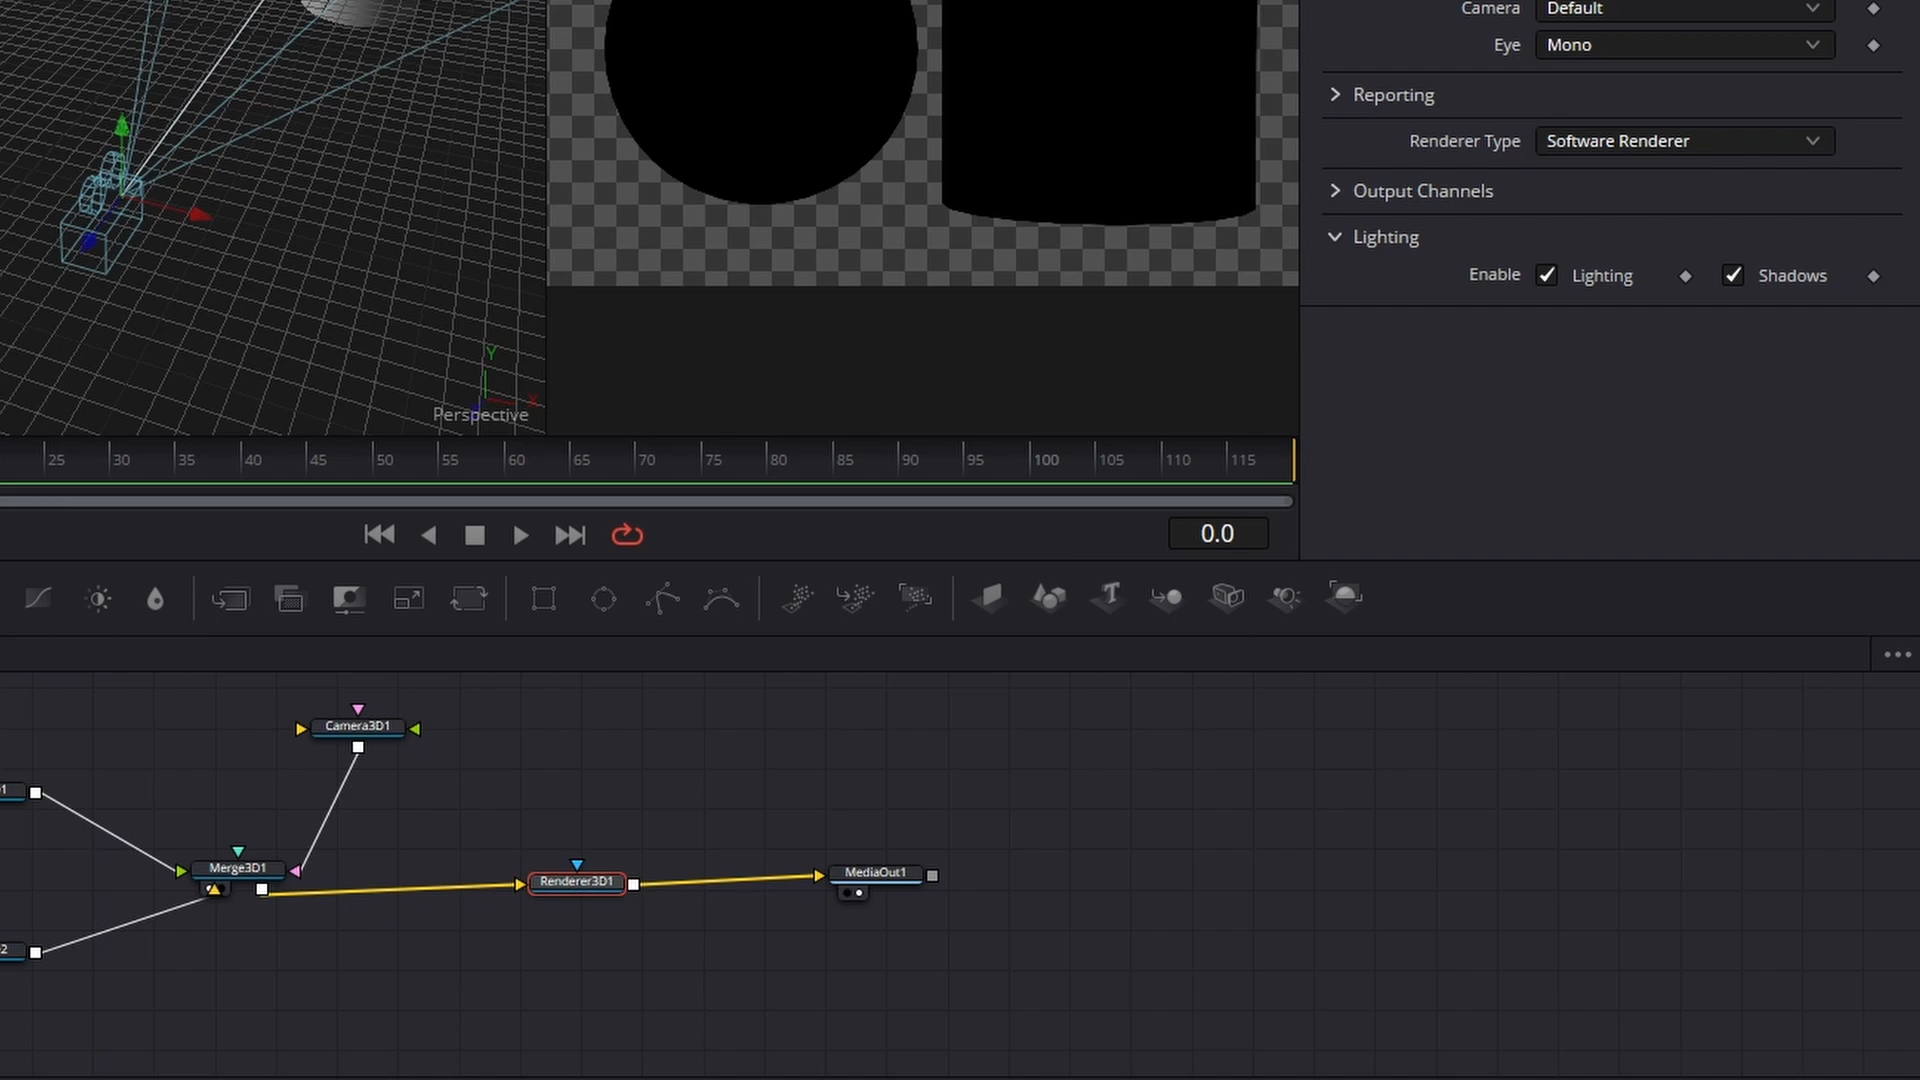 Camera Default
Eye Mono
Reporting
Renderer Type Software Renderer
Output Channels
Lighting
Enable Lighting Shadows
Y
X
Perspective
25 30 35 40 45 50 55 60 65 70 75 80 85 90 95 100 105 110 115
0.0
T
Camera3D1
1
Merge3D1
Renderer3D1
MediaOut1
2